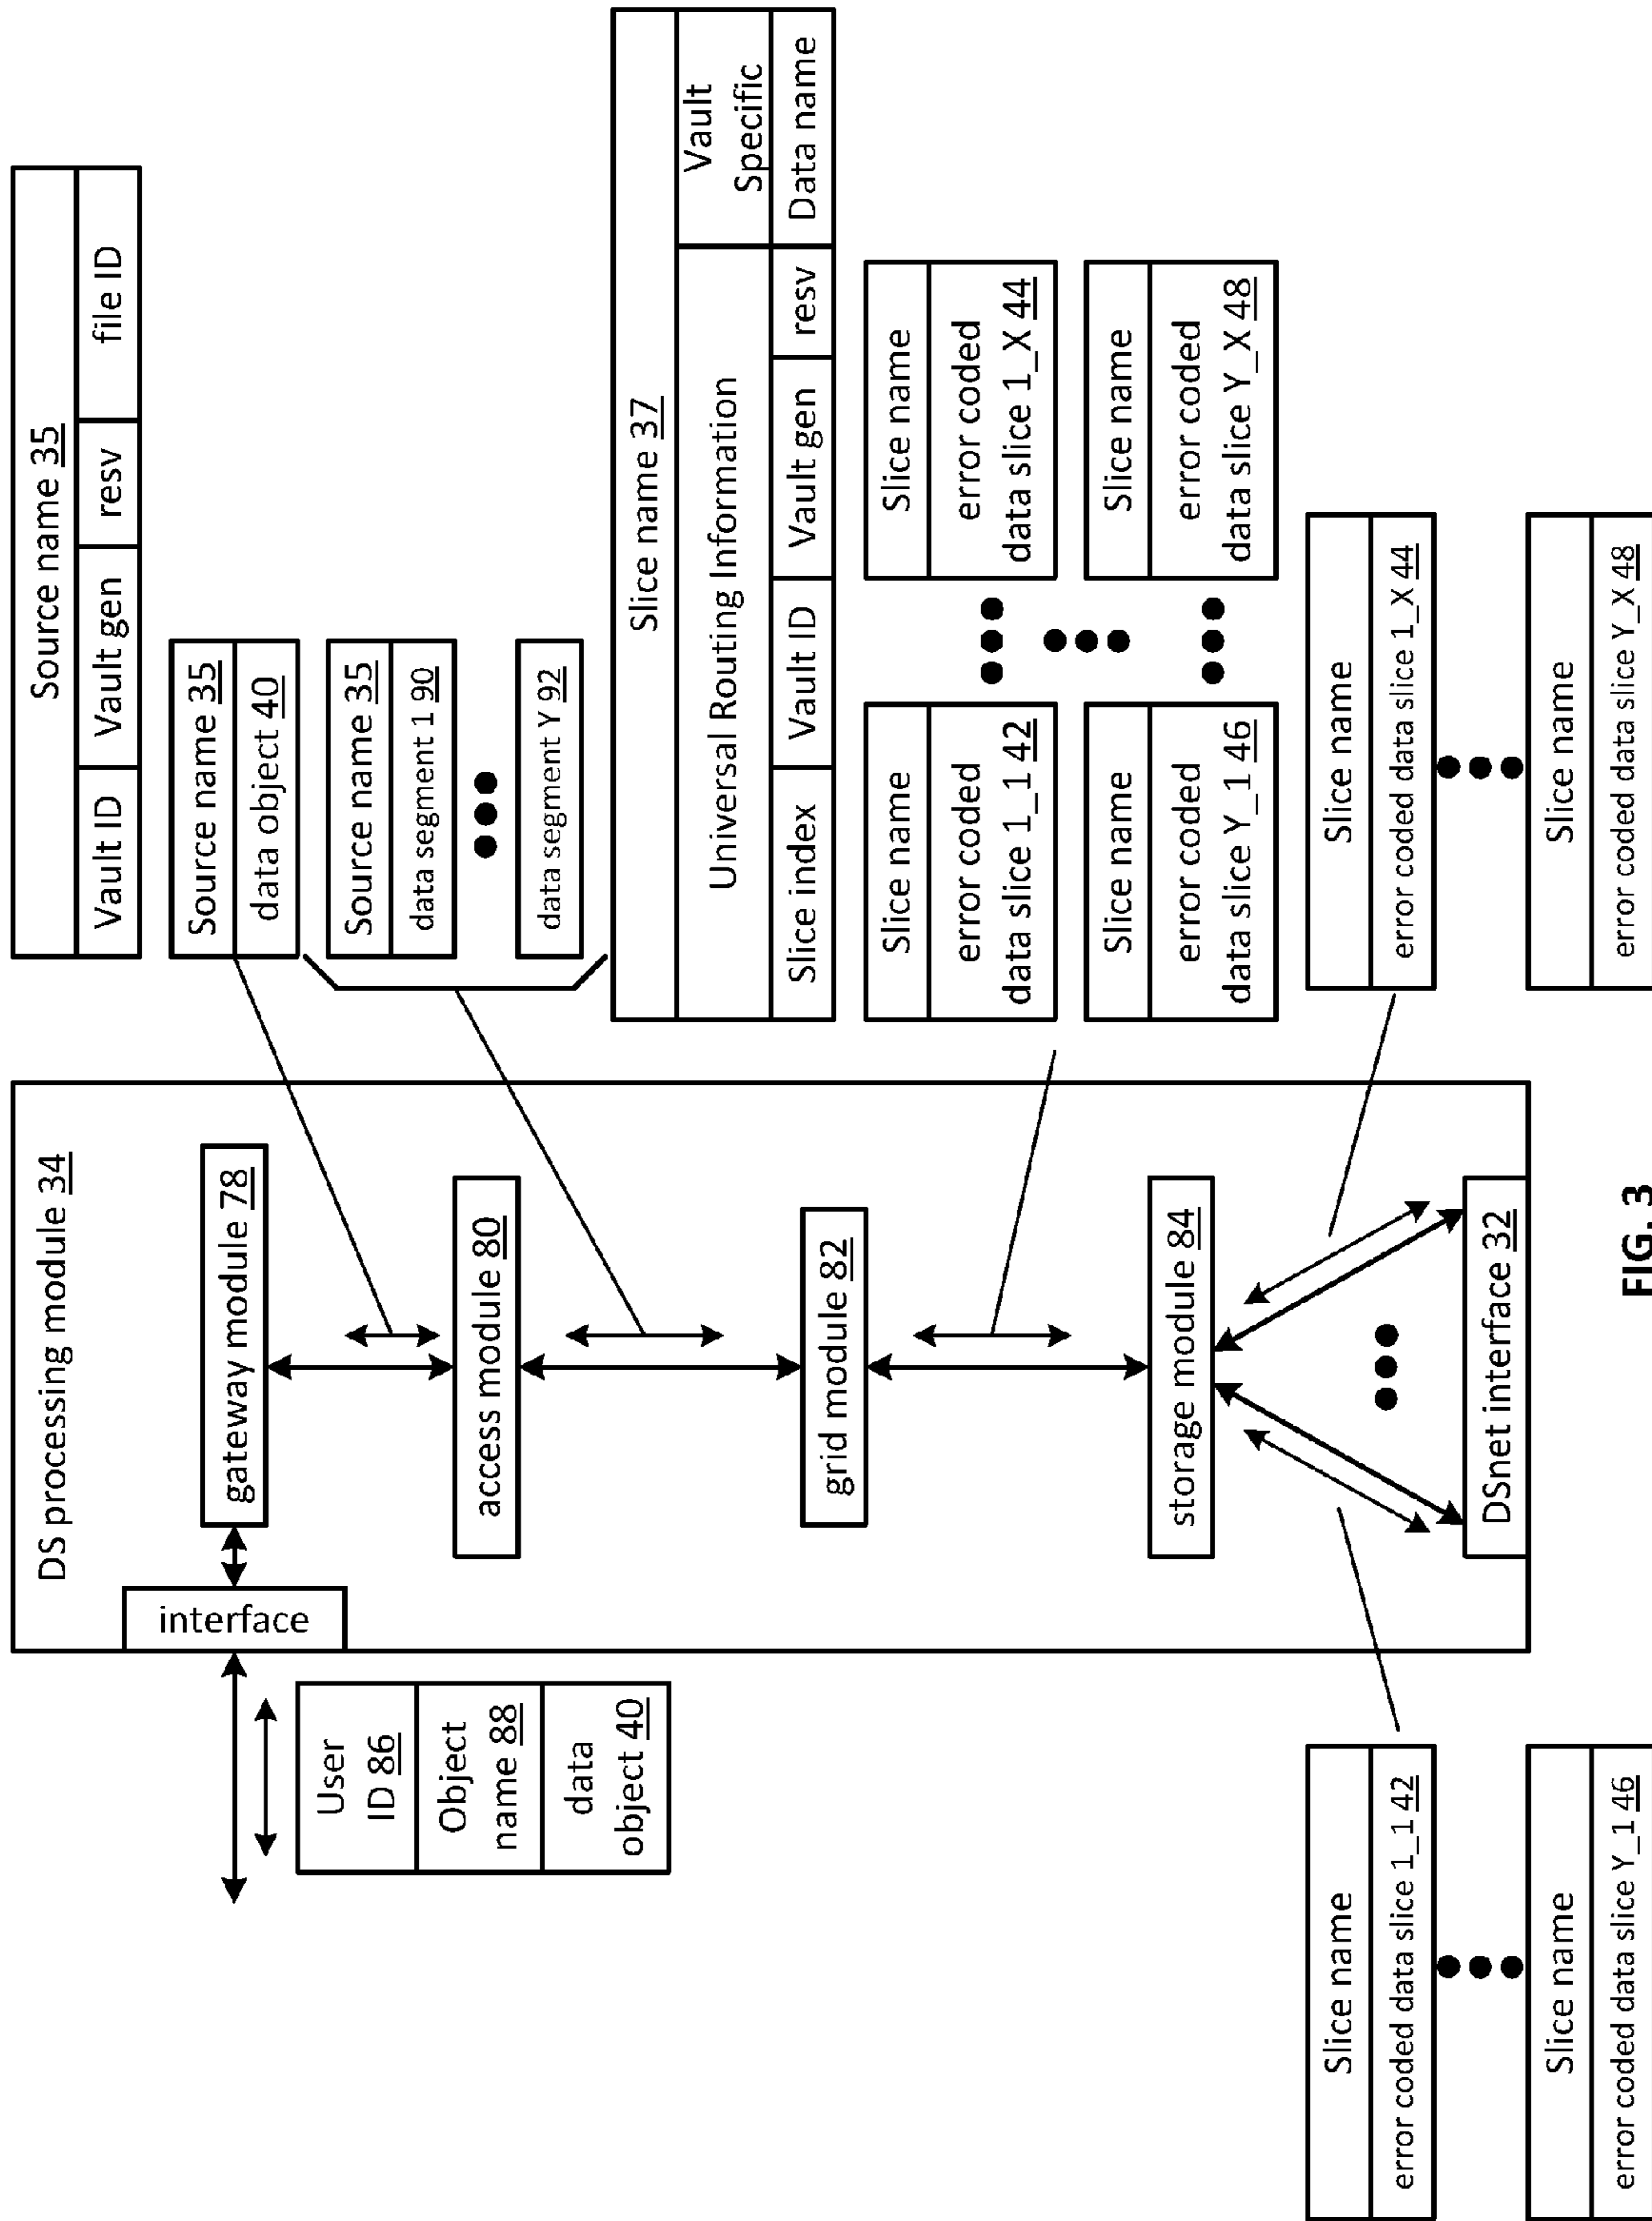 DS processing module 34
interface
gateway module 78
access module 80
grid module 82
storage module 84
DSnet interface 32
User
ID 86
Object
name 88
data
object 40
Source name 35
Vault ID
Vault gen
resv
file ID
Source name 35
data object 40
Source name 35
data segment 1 90
data segment Y 92
Slice name 37
Universal Routing Information
Vault
Specific
Slice index
Vault ID
Vault gen
resv
Data name
Slice name
error coded
data slice 1_1 42
Slice name
error coded
data slice 1_X 44
Slice name
error coded
data slice Y_1 46
Slice name
error coded
data slice Y_X 48
Slice name
error coded data slice 1_1 42
Slice name
error coded data slice Y_1 46
Slice name
error coded data slice 1_X 44
Slice name
error coded data slice Y_X 48
FIG. 3